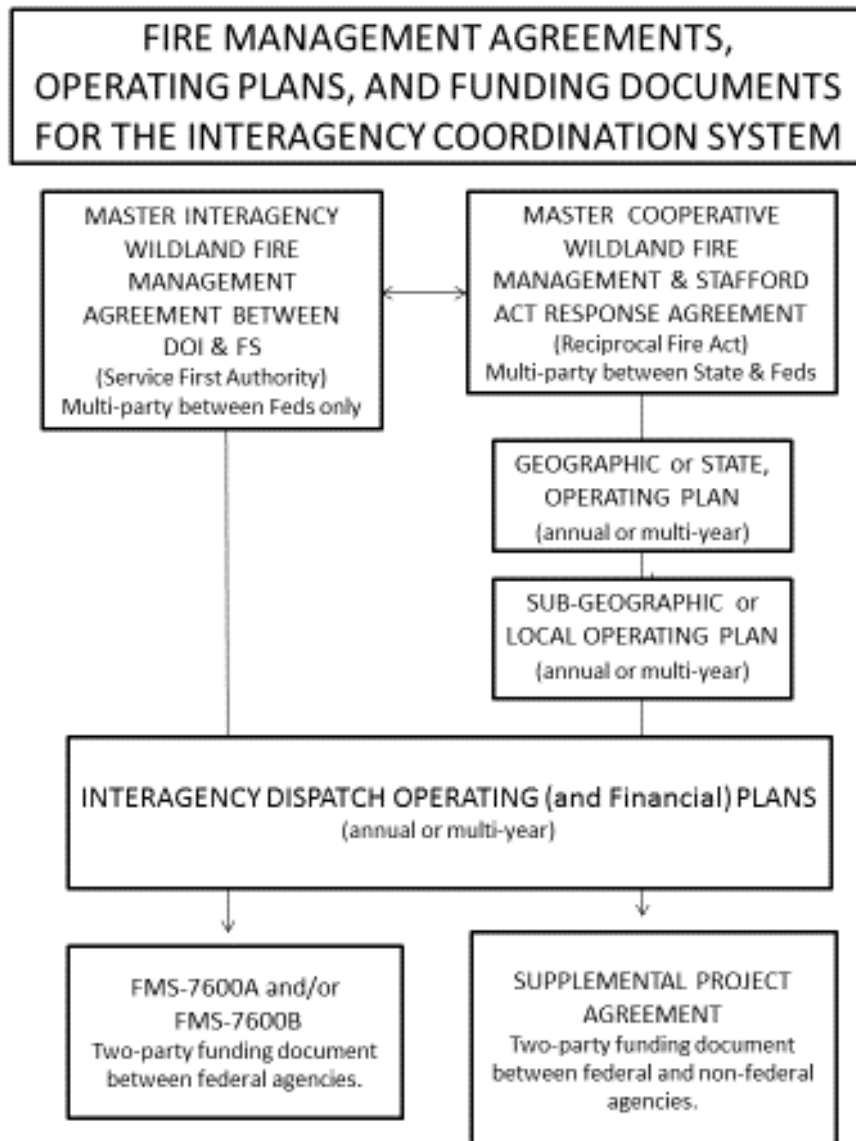 FIRE MANAGEMENT AGREEMENTS,
OPERATING PLANS, AND FUNDING DOCUMENTS
FOR THE INTERAGENCY COORDINATION SYSTEM
MASTER INTERAGENCY
WILDLAND FIRE
MANAGEMENT
AGREEMENT BETWEEN
DOI & FS
(Service First Authority)
Multi-party between Feds only
MASTER COOPERATIVE
WILDLAND FIRE
MANAGEMENT & STAFFORD
ACT RESPONSE AGREEMENT
(Reciprocal Fire Act)
Multi-party between State & Feds
GEOGRAPHIC or STATE,
OPERATING PLAN
(annual or multi-year)
SUB-GEOGRAPHIC or
LOCAL OPERATING PLAN
(annual or multi-year)
INTERAGENCY DISPATCH OPERATING (and Financial) PLANS
(annual or multi-year)
FMS-7600A and/or
FMS-7600B
Two-party funding document
between federal agencies.
SUPPLEMENTAL PROJECT
AGREEMENT
Two-party funding document
between federal and non-federal
agencies.